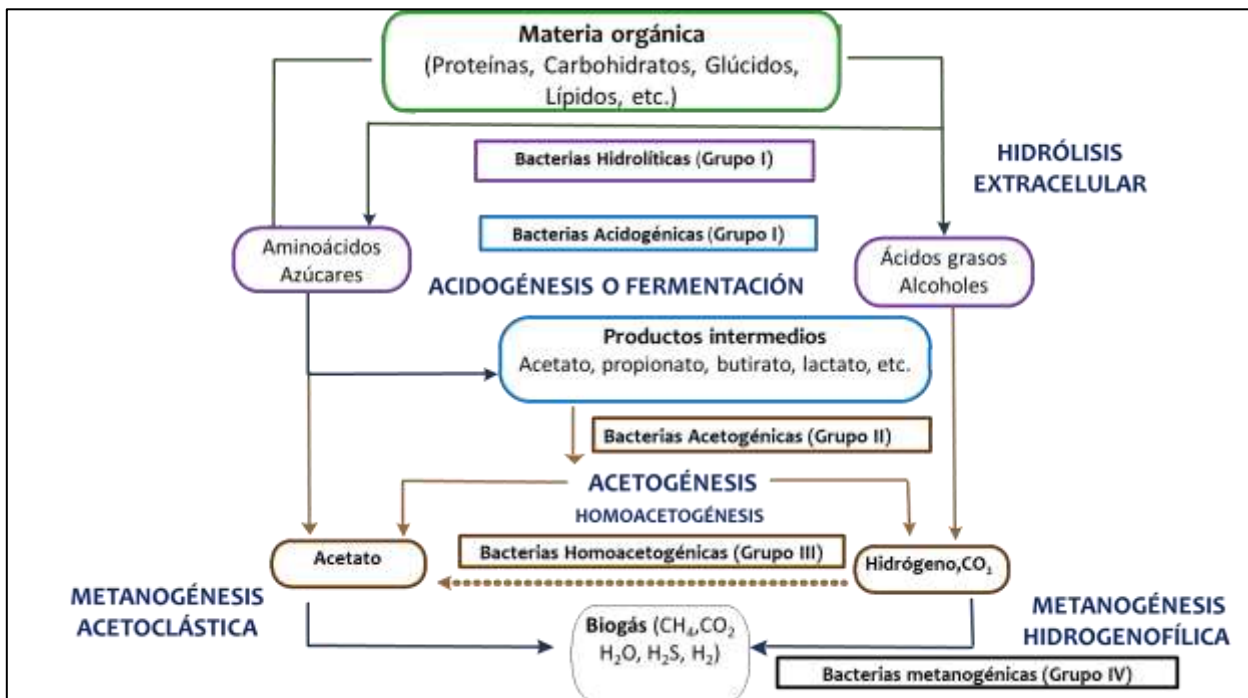 Materia orgánica
(Proteínas, Carbohidratos, Glúcidos,
Lípidos, etc.)
Bacterias Hidrolíticas (Grupo I)
HIDRÓLISIS
EXTRACELULAR
Bacterias Acidogénicas (Grupo I)
Aminoácidos
Azúcares
Ácidos grasos
Alcoholes
ACIDOGÉNESIS O FERMENTACIÓN
Productos intermedios
Acetato, propionato, butirato, lactato, etc.
Bacterias Acetogénicas (Grupo II)
ACETOGÉNESIS
HOMOACETOGÉNESIS
Acetato
Bacterias Homoacetogénicas (Grupo III)
Hidrógeno,CO₂
METANOGÉNESIS
ACETOCLÁSTICA
Biogás (CH₄,CO₂
H₂O, H₂S, H₂)
METANOGÉNESIS
HIDROGENOFÍLICA
Bacterias metanogénicas (Grupo IV)